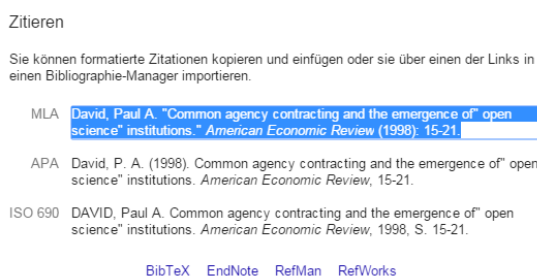 Zitieren
Sie können formatierte Zitationen kopieren und einfügen oder sie über einen der Links in
einen Bibliographie-Manager importieren.
MLA David, Paul A. "Common agency contracting and the emergence of" open
science" institutions." American Economic Review (1998): 15-21.
APA David, P. A. (1998). Common agency contracting and the emergence of" open
science" institutions. American Economic Review, 15-21.
ISO 690 DAVID, Paul A. Common agency contracting and the emergence of" open
science" institutions. American Economic Review, 1998, S. 15-21.
BibTeX EndNote RefMan RefWorks